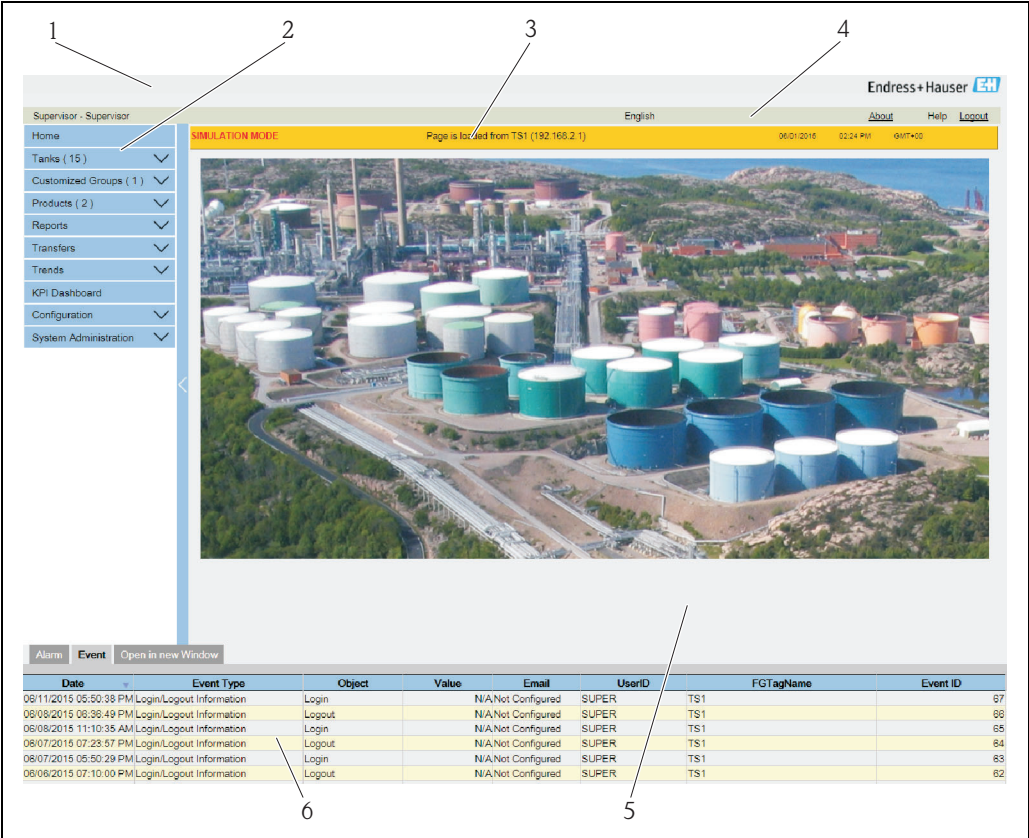 1 2 3 4
Endress+Hauser EH
Supervisor - Supervisor English About Help Logout
Home
SIMULATION MODE Page is loaded from TS1 (192.168.2.1) 06/01/2016 02:24 PM GMT+00
Tanks ( 15 )
Customized Groups ( 1 )
Products ( 2 )
Reports
Transfers
Trends
KPI Dashboard
Configuration
System Administration
Alarm Event Open in new Window
Date Event Type Object Value Email UserID FGTagName Event ID
06/11/2015 05:50:38 PM Login/Logout Information Login N/A Not Configured SUPER TS1 67
06/08/2015 06:36:49 PM Login/Logout Information Logout N/A Not Configured SUPER TS1 66
06/08/2015 11:10:35 AM Login/Logout Information Login N/A Not Configured SUPER TS1 65
06/07/2015 07:23:57 PM Login/Logout Information Logout N/A Not Configured SUPER TS1 64
06/07/2015 05:50:29 PM Login/Logout Information Login N/A Not Configured SUPER TS1 63
06/06/2015 07:10:00 PM Login/Logout Information Logout N/A Not Configured SUPER TS1 62
6 5